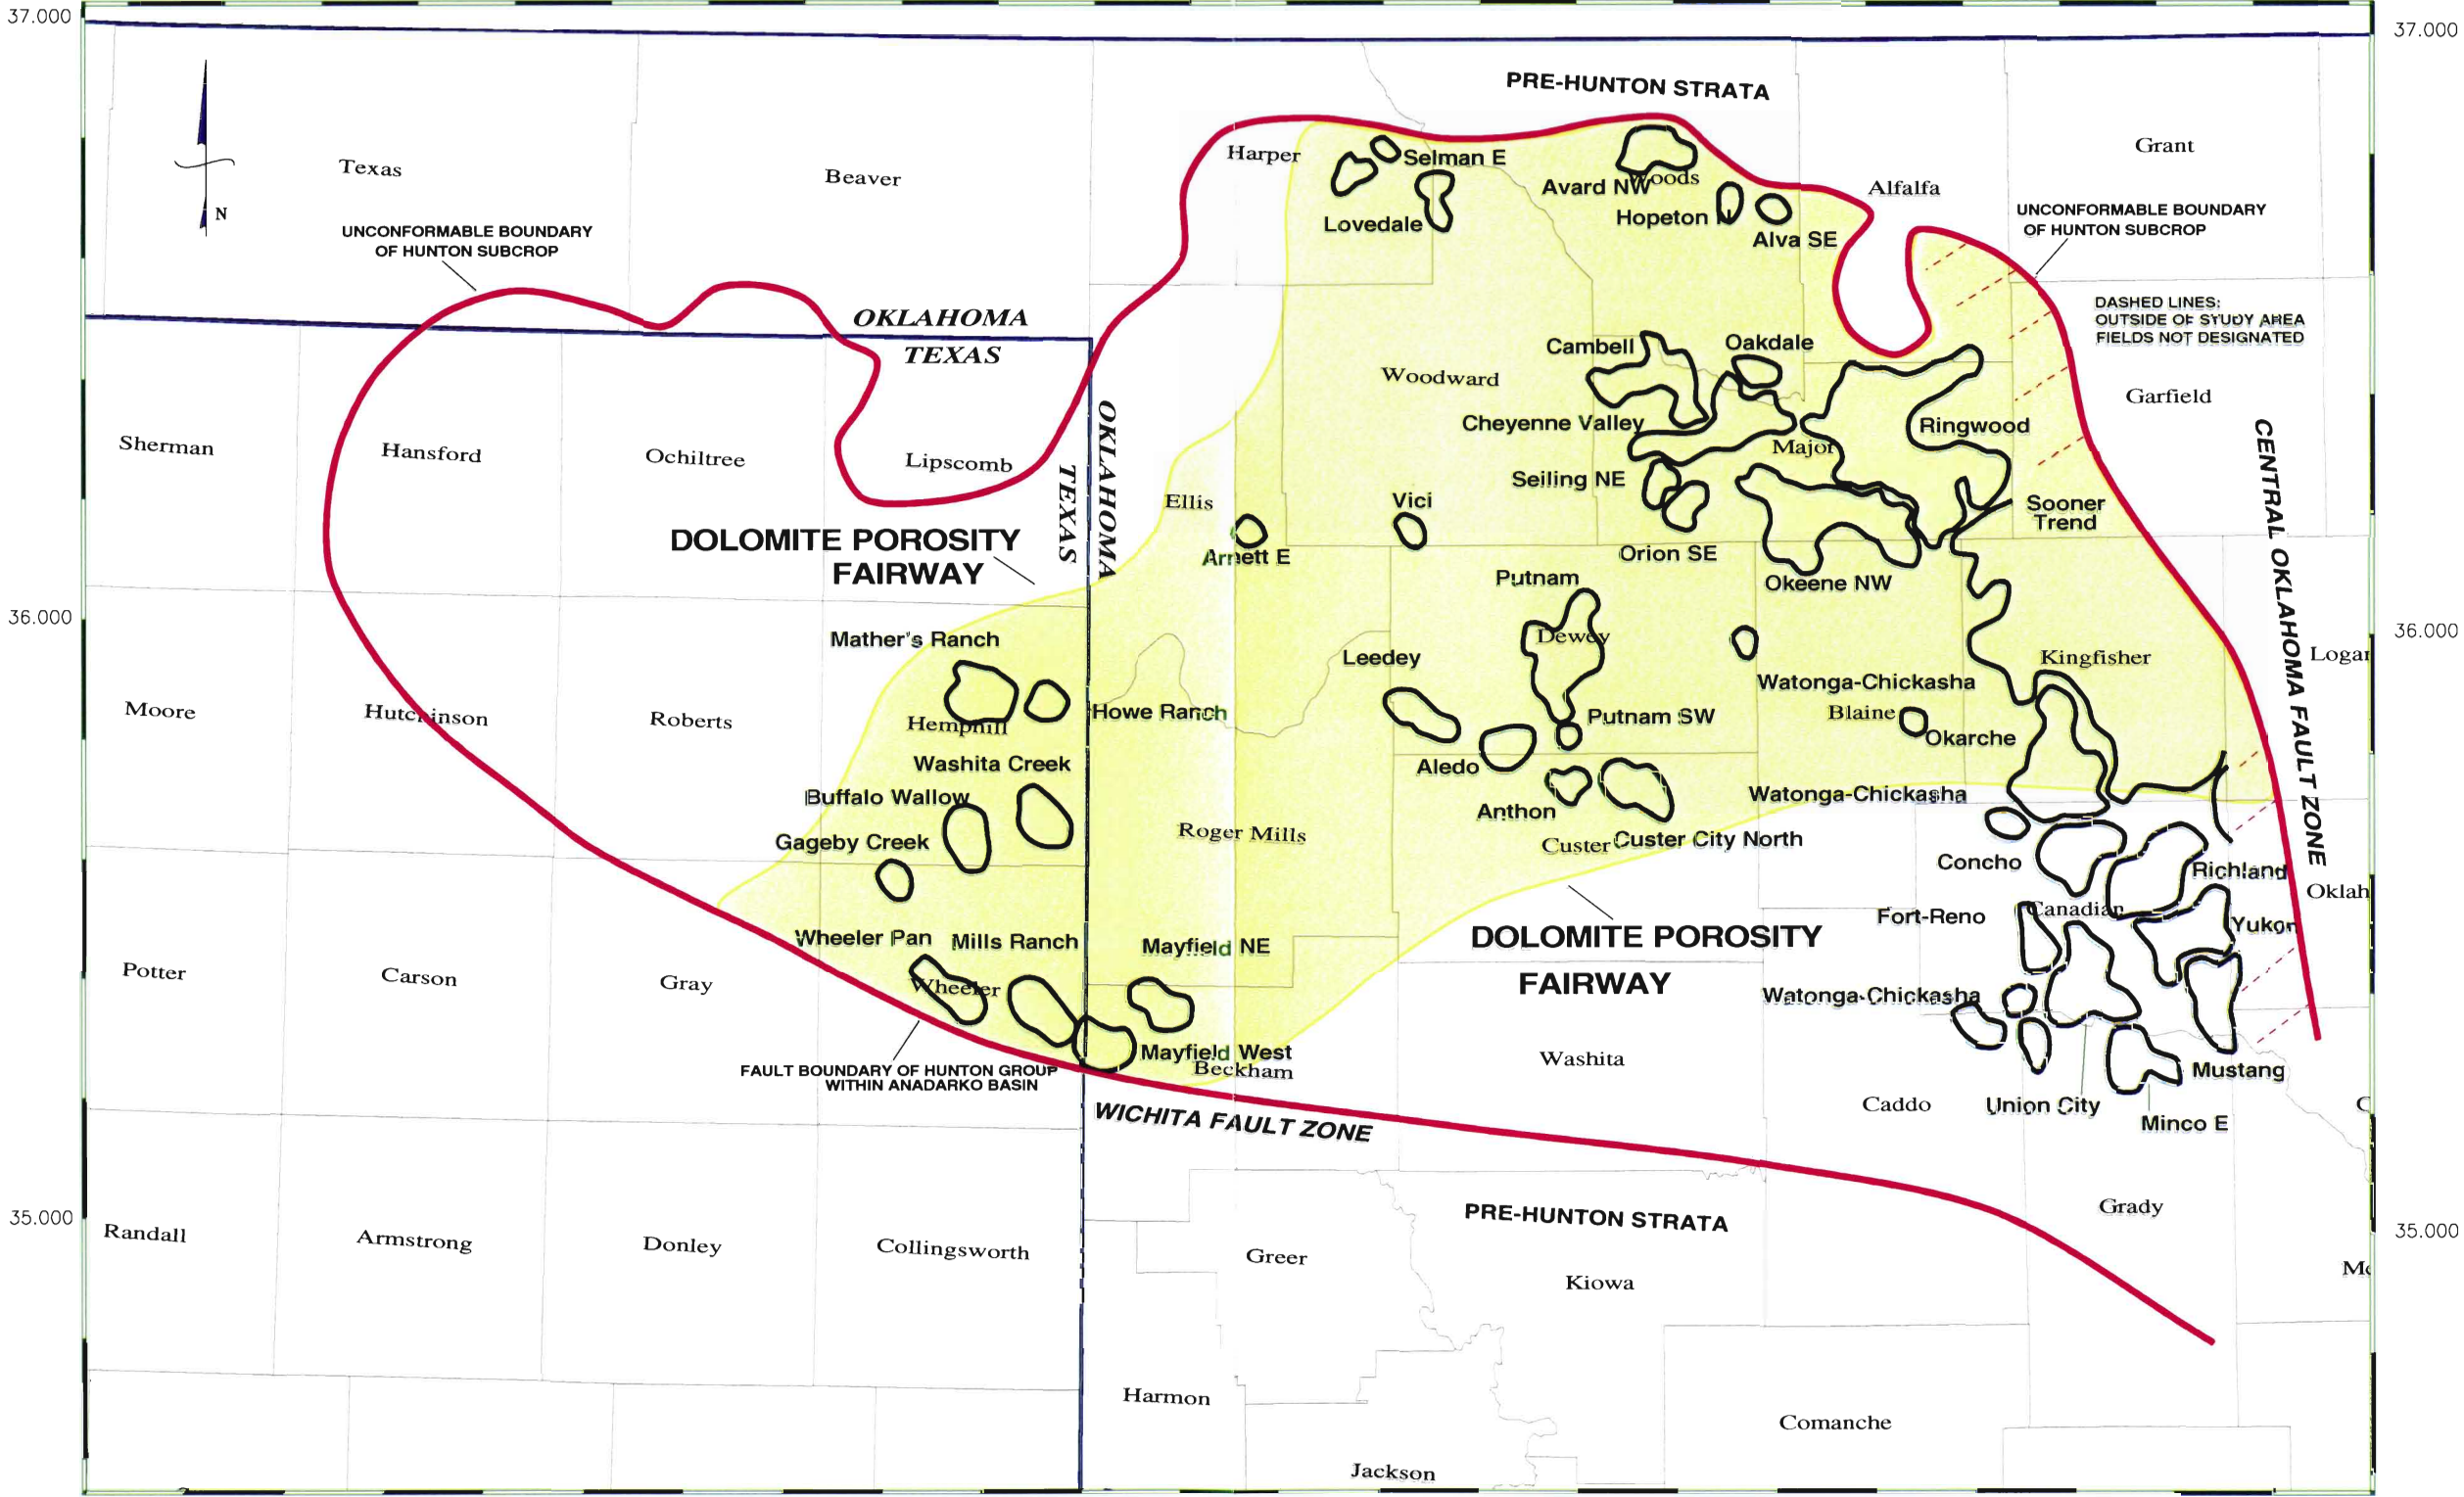 37.000
37.000
PRE-HUNTON STRATA
Texas
Beaver
Harper
Selman E
Lovedale
Avard NW
Woods
Hopeton N
Alva SE
Alfalfa
Grant
N
UNCONFORMABLE BOUNDARY
OF HUNTON SUBCROP
UNCONFORMABLE BOUNDARY
OF HUNTON SUBCROP
DASHED LINES:
OUTSIDE OF STUDY AREA
FIELDS NOT DESIGNATED
OKLAHOMA
TEXAS
OKLAHOMA
TEXAS
Cambell
Oakdale
Woodward
Garfield
Cheyenne Valley
Ringwood
Major
Sherman
Hansford
Ochiltree
Lipscomb
Seiling NE
Ellis
Vici
Sooner
Trend
CENTRAL OKLAHOMA FAULT ZONE
DOLOMITE POROSITY
FAIRWAY
Arnett E
Orion SE
Okeene NW
Putnam
36.000
36.000
Mather's Ranch
Dewey
Leedey
Kingfisher
Logan
Watonga-Chickasha
Moore
Hutchinson
Roberts
Hemphill
Howe Ranch
Putnam SW
Blaine
Okarche
Washita Creek
Aledo
Buffalo Wallow
Anthon
Watonga-Chickasha
Gageby Creek
Roger Mills
Custer
Custer City North
Concho
Richland
Oklah
Fort-Reno
Canadian
Yukon
Wheeler Pan
Mills Ranch
Mayfield NE
DOLOMITE POROSITY
FAIRWAY
Potter
Carson
Gray
Wheeler
Watonga-Chickasha
Mayfield West
Beckham
Washita
Mustang
FAULT BOUNDARY OF HUNTON GROUP
WITHIN ANADARKO BASIN
WICHITA FAULT ZONE
Caddo
Union City
Minco E
C
35.000
35.000
PRE-HUNTON STRATA
Grady
Randall
Armstrong
Donley
Collingsworth
Greer
Kiowa
Mc
Harmon
Comanche
Jackson